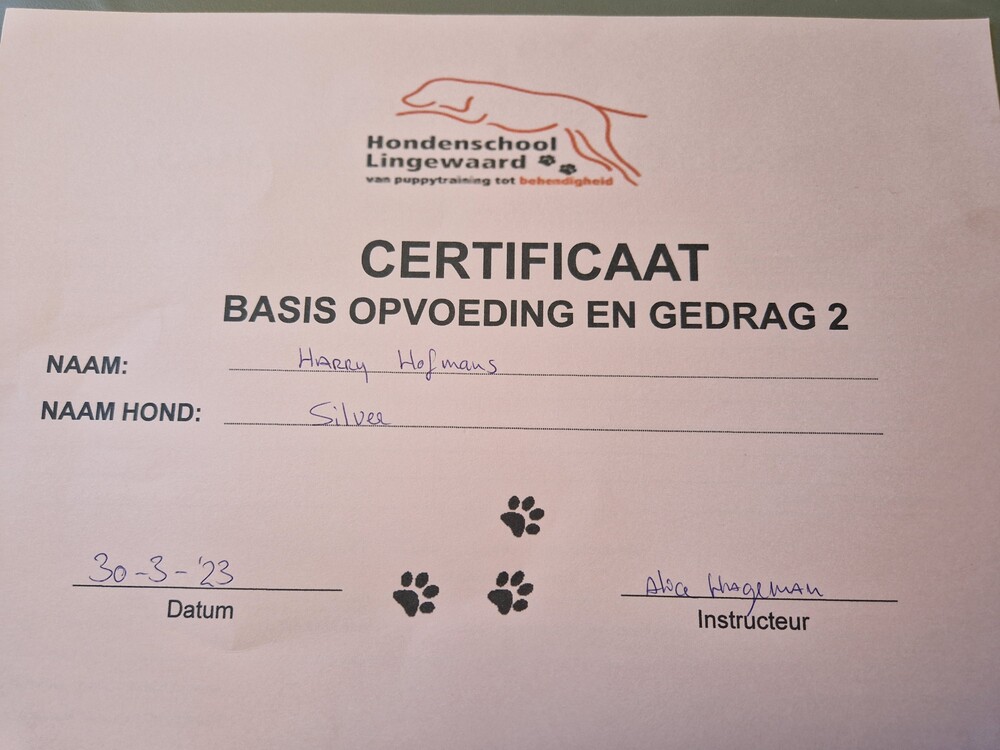 Hondenschool
Lingewaard
van puppytraining tot behendigheid
CERTIFICAAT
BASIS OPVOEDING EN GEDRAG 2
NAAM: HARRY Hofmans
NAAM HOND: Silver
30-3-'23
Datum
Instructeur